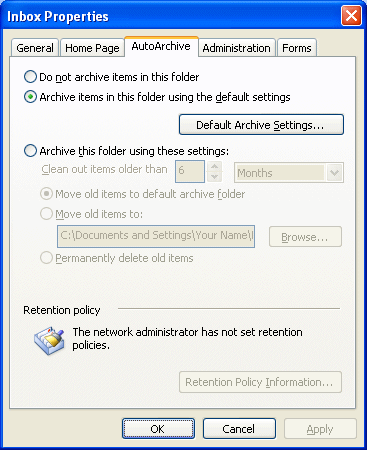 Inbox Properties
General Home Page AutoArchive Administration Forms
Do not archive items in this folder
Archive items in this folder using the default settings
Default Archive Settings...
Archive this folder using these settings:
Clean out items older than 6 Months
Move old items to default archive folder
Move old items to:
C:\Documents and Settings\Your Name\ Browse...
Permanently delete old items
Retention policy
The network administrator has not set retention
policies.
Retention Policy Information...
OK Cancel Apply